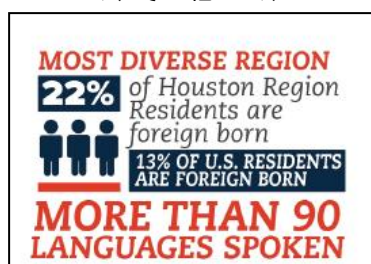 MOST DIVERSE REGION
22% of Houston Region
Residents are
foreign born
13% OF U.S. RESIDENTS
ARE FOREIGN BORN
MORE THAN 90
LANGUAGES SPOKEN